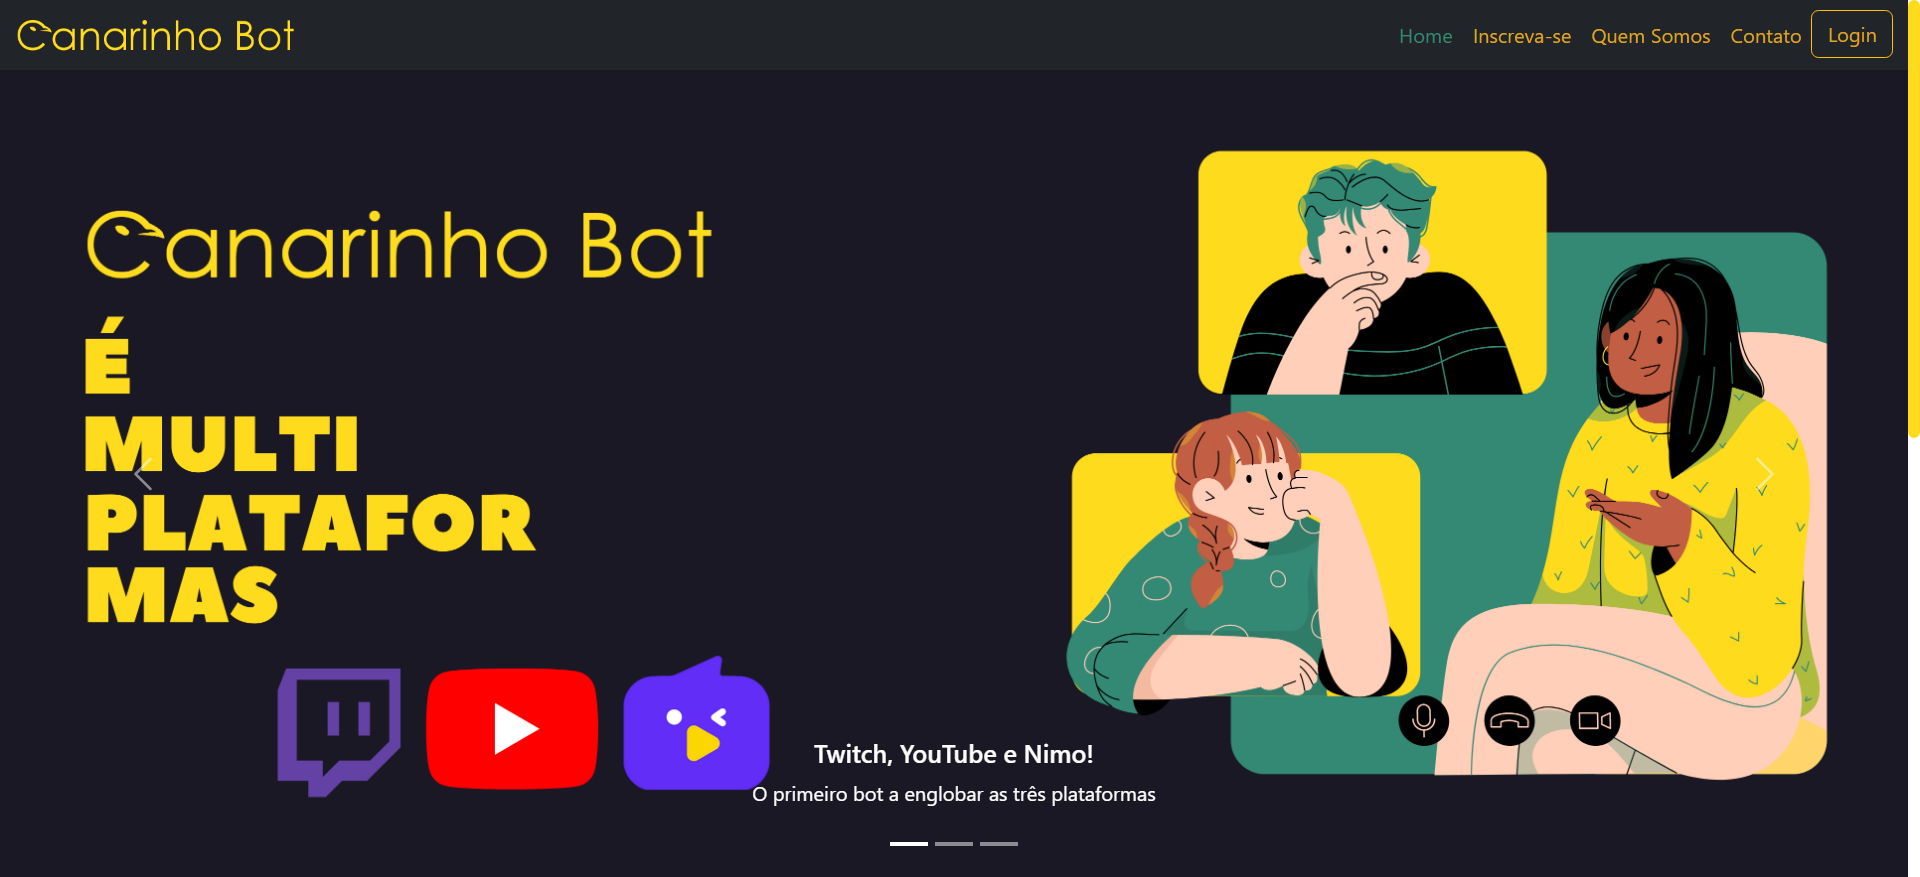 Canarinho Bot
Home Inscreva-se Quem Somos Contato Login
Canarinho Bot
É
MULTI
PLATAFOR
MAS
Twitch, YouTube e Nimo!
O primeiro bot a englobar as três plataformas